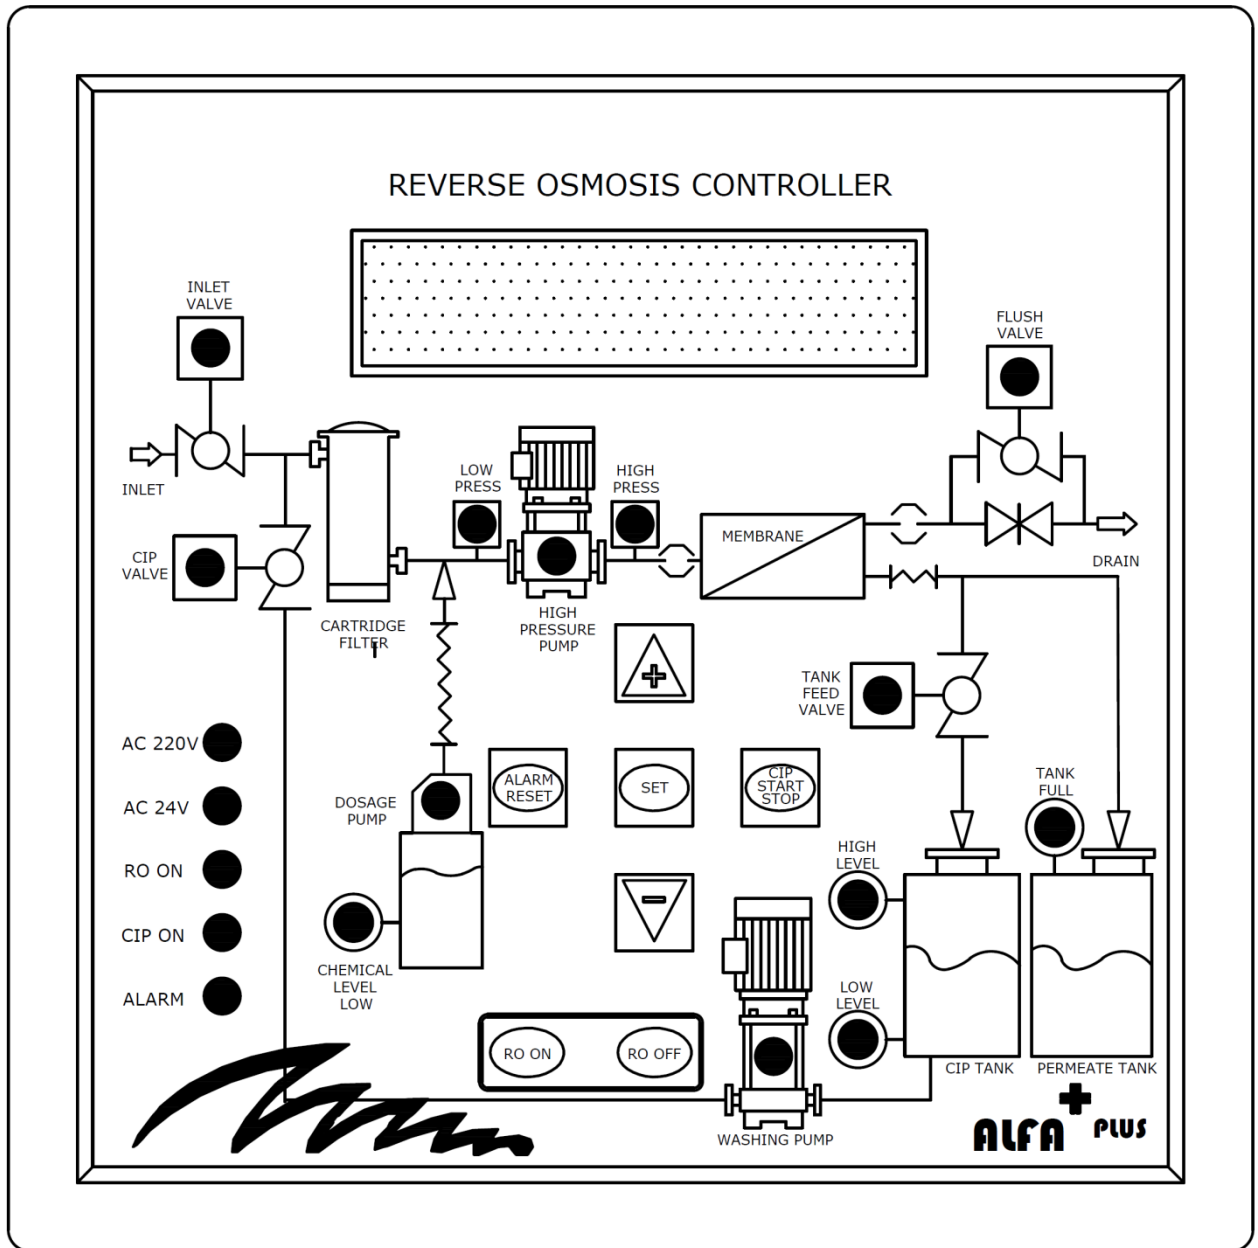 REVERSE OSMOSIS CONTROLLER
INLET
VALVE
FLUSH
VALVE
INLET
LOW
PRESS
HIGH
PRESS
MEMBRANE
DRAIN
CIP
VALVE
CARTRIDGE
FILTER
HIGH
PRESSURE
PUMP
+
TANK
FEED
VALVE
AC 220V
AC 24V
RO ON
CIP ON
ALARM
DOSAGE
PUMP
ALARM
RESET
SET
CIP
START
STOP
TANK
FULL
HIGH
LEVEL
-
CHEMICAL
LEVEL
LOW
LOW
LEVEL
RO ON
RO OFF
CIP TANK
PERMEATE TANK
WASHING PUMP
ALFA + PLUS